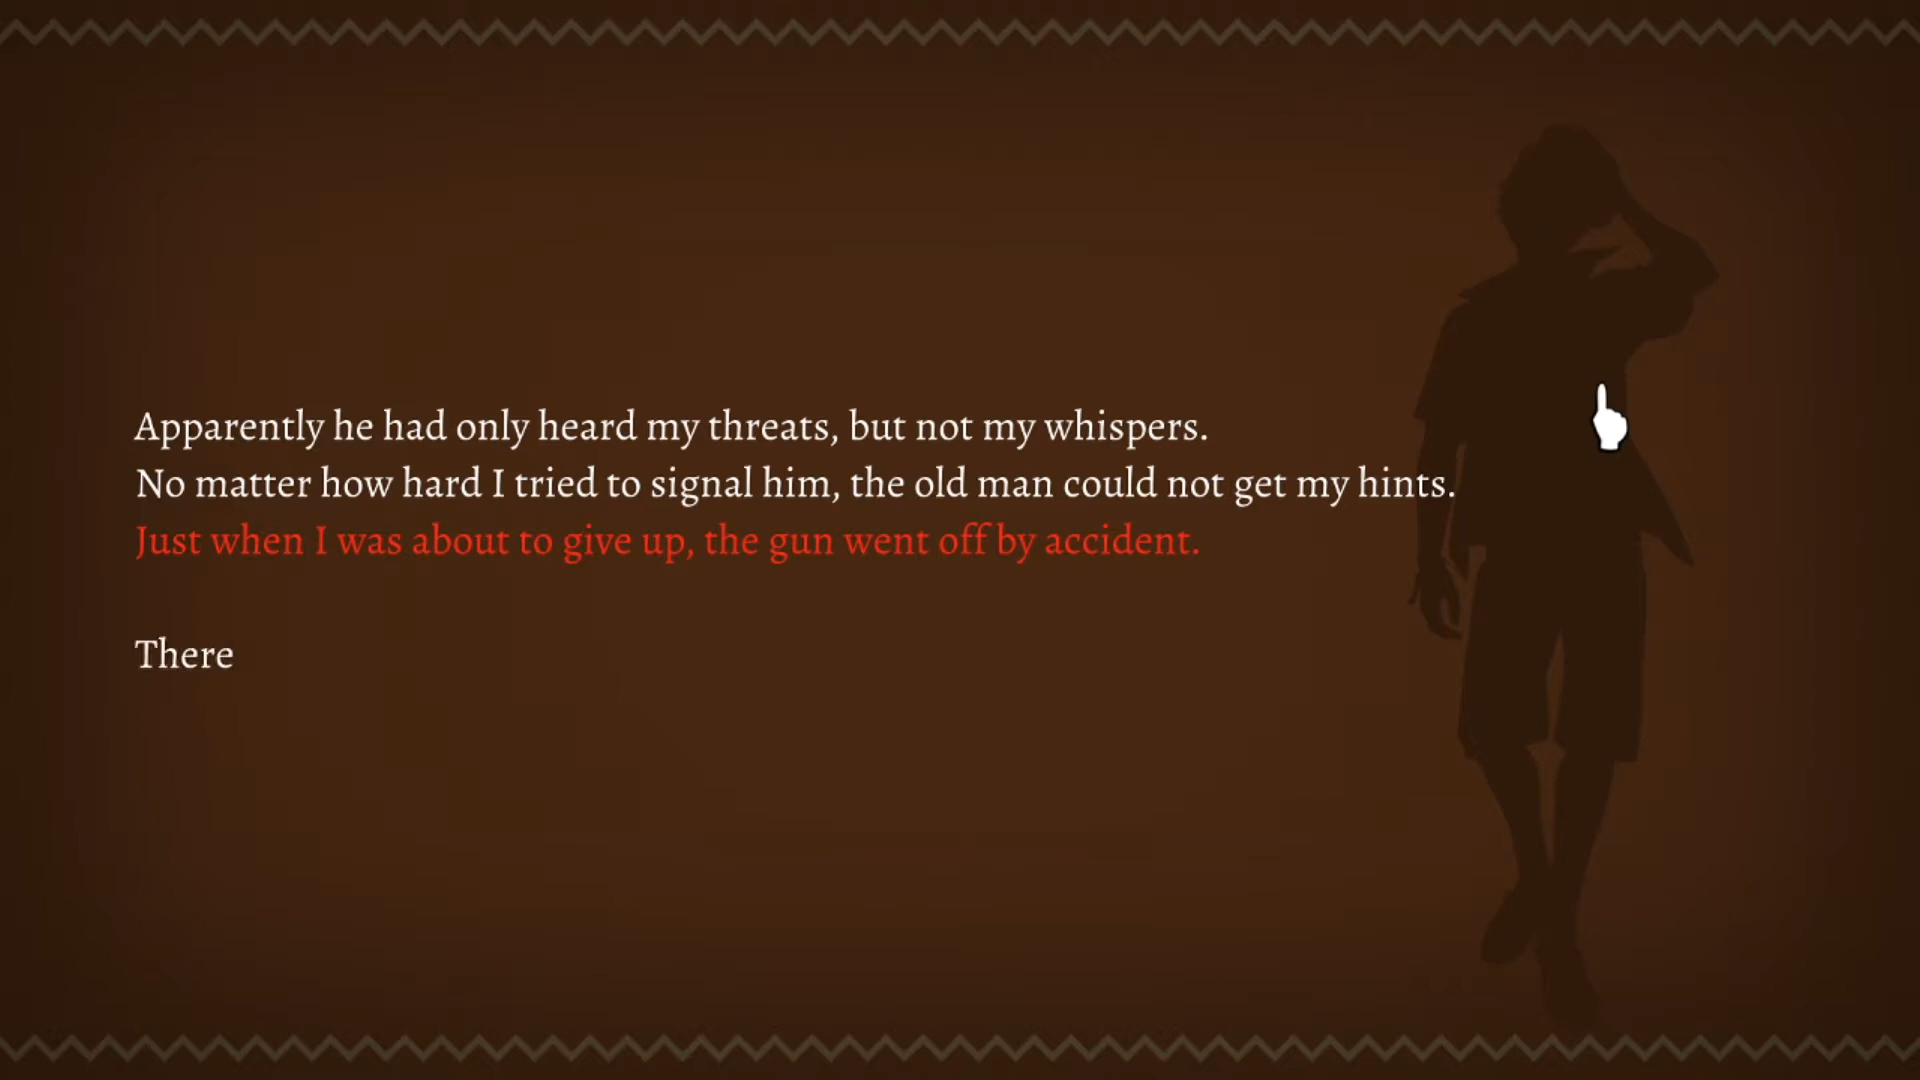 Apparently he had only heard my threats, but not my whispers.
No matter how hard I tried to signal him, the old man could not get my hints.
Just when I was about to give up, the gun went off by accident.
There